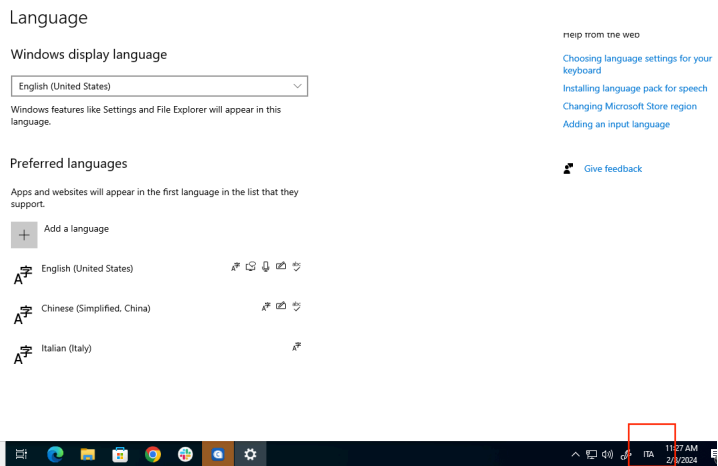 Language
Windows display language
English (United States)
Windows features like Settings and File Explorer will appear in this
language.
Preferred languages
Apps and websites will appear in the first language in the list that they
support.
Add a language
English (United States)
Chinese (Simplified, China)
Italian (Italy)
Help from the web
Choosing language settings for your
keyboard
Installing language pack for speech
Changing Microsoft Store region
Adding an input language
Give feedback
ITA
11:27 AM